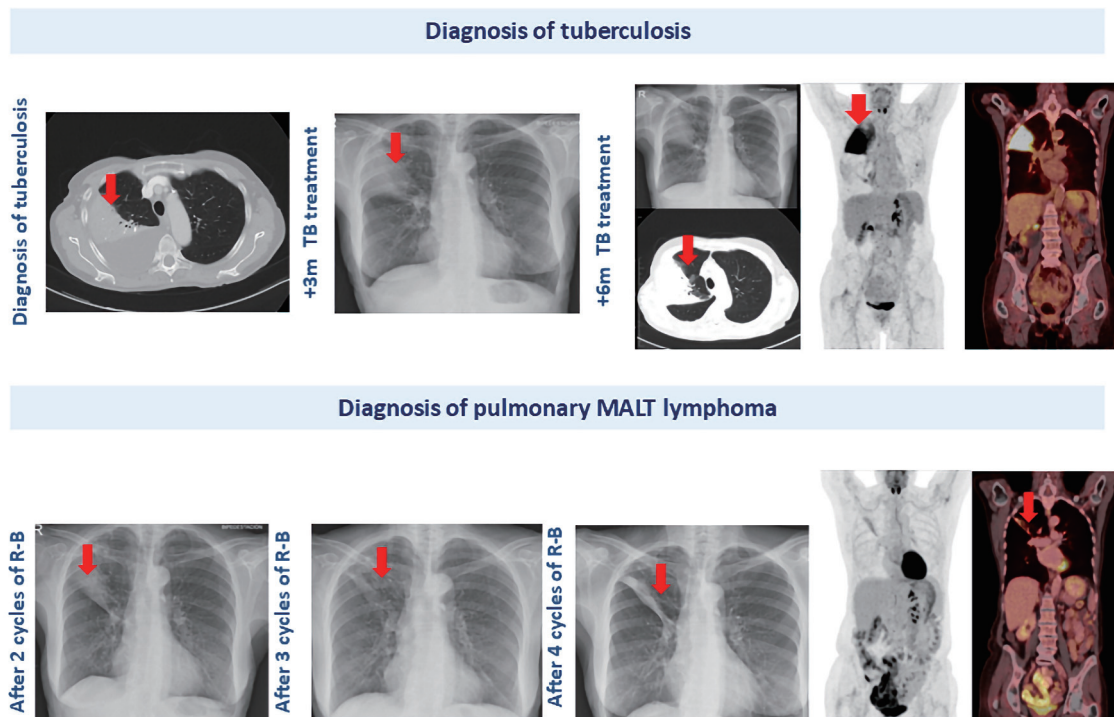 Diagnosis of tuberculosis
Diagnosis of tuberculosis
+3m TB treatment
+6m TB treatment
R
Diagnosis of pulmonary MALT lymphoma
After 2 cycles of R-B
R
BIPEDESTACIÓN
After 3 cycles of R-B
After 4 cycles of R-B